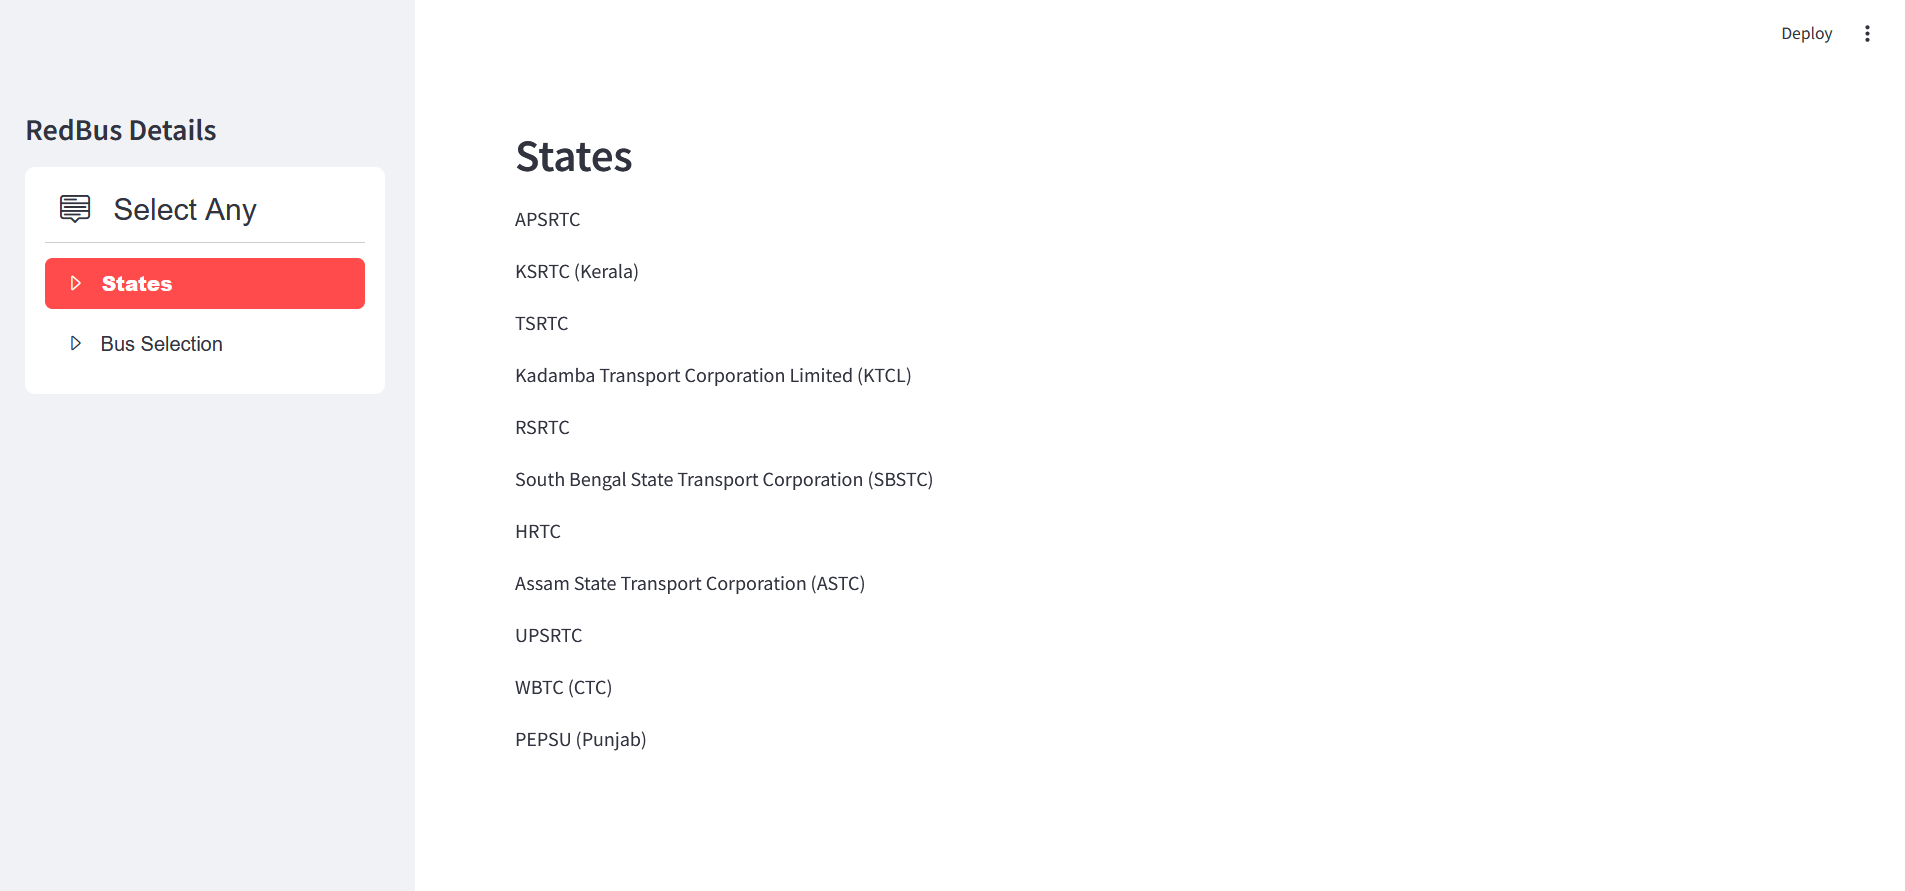 Deploy
RedBus Details
Select Any
States
Bus Selection
States
APSRTC
KSRTC (Kerala)
TSRTC
Kadamba Transport Corporation Limited (KTCL)
RSRTC
South Bengal State Transport Corporation (SBSTC)
HRTC
Assam State Transport Corporation (ASTC)
UPSRTC
WBTC (CTC)
PEPSU (Punjab)